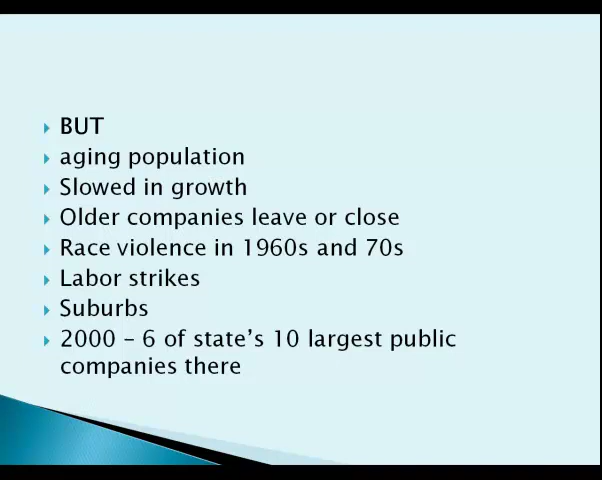 BUT
aging population
Slowed in growth
Older companies leave or close
Race violence in 1960s and 70s
Labor strikes
Suburbs
2000 – 6 of state’s 10 largest public
companies there